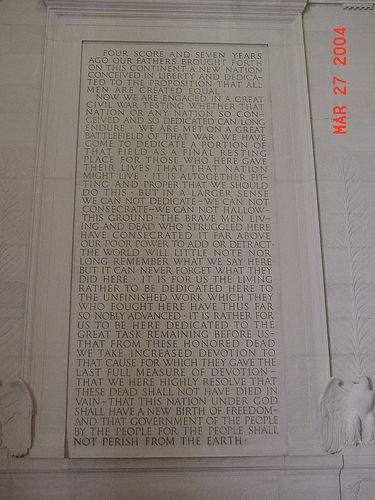 FOUR SCORE AND SEVEN YEARS
AGO OUR FATHERS BROUGHT FORTH
ON THIS CONTINENT A NEW NATION
CONCEIVED IN LIBERTY AND DEDICA-
TED TO THE PROPOSITION THAT ALL
MEN ARE CREATED EQUAL·
NOW WE ARE ENGAGED IN A GREAT
CIVIL WAR TESTING WHETHER THAT
NATION OR ANY NATION SO CON-
CEIVED AND SO DEDICATED CAN LONG
ENDURE · WE ARE MET ON A GREAT
BATTLEFIELD OF THAT WAR · WE HAVE
COME TO DEDICATE A PORTION OF
THAT FIELD AS A FINAL RESTING
PLACE FOR THOSE WHO HERE GAVE
THEIR LIVES THAT THAT NATION
MIGHT LIVE · IT IS ALTOGETHER FIT-
TING AND PROPER THAT WE SHOULD
DO THIS · BUT IN A LARGER SENSE
WE CAN NOT DEDICATE~WE CAN NOT
CONSECRATE~WE CAN NOT HALLOW~
THIS GROUND · THE BRAVE MEN LIV-
ING AND DEAD WHO STRUGGLED HERE
HAVE CONSECRATED IT FAR ABOVE
OUR POOR POWER TO ADD OR DETRACT·
THE WORLD WILL LITTLE NOTE NOR
LONG REMEMBER WHAT WE SAY HERE
BUT IT CAN NEVER FORGET WHAT THEY
DID HERE · IT IS FOR US THE LIVING
RATHER TO BE DEDICATED HERE TO
THE UNFINISHED WORK WHICH THEY
WHO FOUGHT HERE HAVE THUS FAR
SO NOBLY ADVANCED · IT IS RATHER FOR
US TO BE HERE DEDICATED TO THE
GREAT TASK REMAINING BEFORE US~
THAT FROM THESE HONORED DEAD
WE TAKE INCREASED DEVOTION TO
THAT CAUSE FOR WHICH THEY GAVE THE
LAST FULL MEASURE OF DEVOTION~
THAT WE HERE HIGHLY RESOLVE THAT
THESE DEAD SHALL NOT HAVE DIED IN
VAIN~THAT THIS NATION UNDER GOD
SHALL HAVE A NEW BIRTH OF FREEDOM~
AND THAT GOVERNMENT OF THE PEOPLE
BY THE PEOPLE FOR THE PEOPLE SHALL
NOT PERISH FROM THE EARTH·
MAR 27 2004